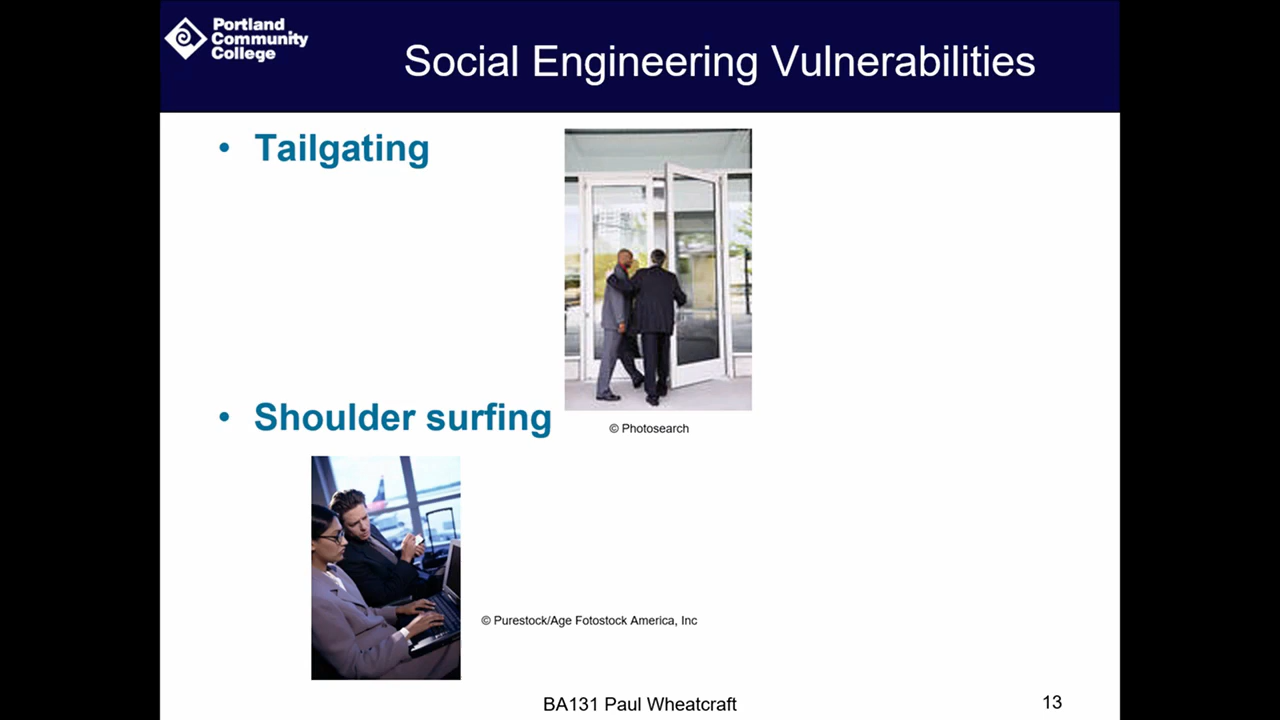 Portland
Community
College
Social Engineering Vulnerabilities
• Tailgating
• Shoulder surfing
© Photosearch
© Purestock/Age Fotostock America, Inc
BA131 Paul Wheatcraft
13